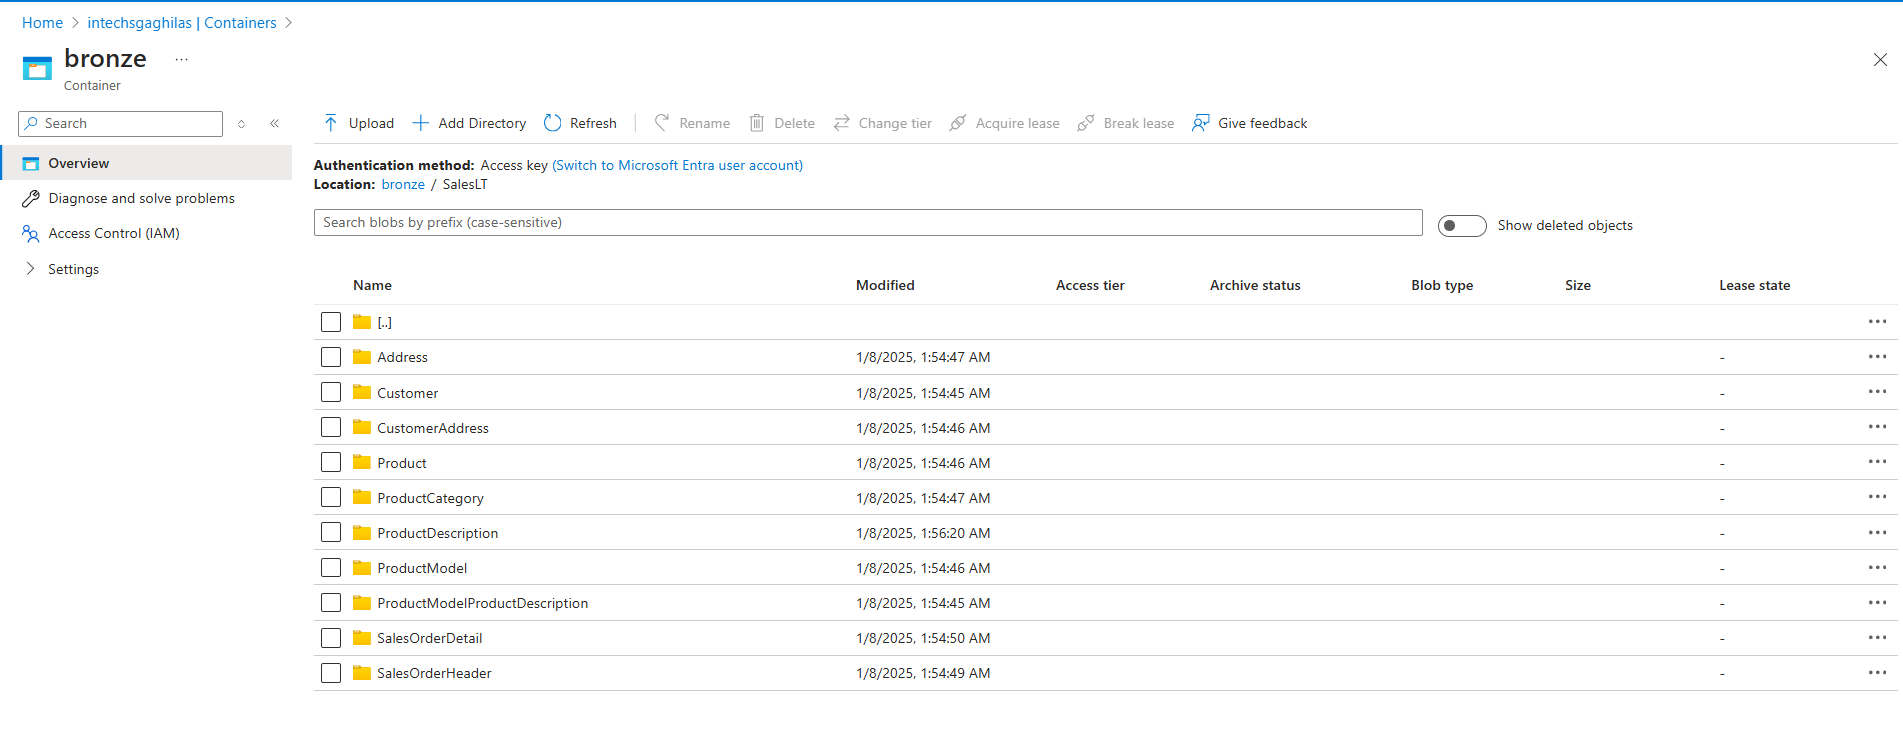 Home > intechsgaghilas | Containers >
bronze ...
Container
Search
Overview
Diagnose and solve problems
Access Control (IAM)
Settings
Upload Add Directory Refresh Rename Delete Change tier Acquire lease Break lease Give feedback
Authentication method: Access key (Switch to Microsoft Entra user account)
Location: bronze / SalesLT
Search blobs by prefix (case-sensitive)
Show deleted objects
Name Modified Access tier Archive status Blob type Size Lease state
[..] ...
Address 1/8/2025, 1:54:47 AM - ...
Customer 1/8/2025, 1:54:45 AM - ...
CustomerAddress 1/8/2025, 1:54:46 AM - ...
Product 1/8/2025, 1:54:46 AM - ...
ProductCategory 1/8/2025, 1:54:47 AM - ...
ProductDescription 1/8/2025, 1:56:20 AM - ...
ProductModel 1/8/2025, 1:54:46 AM - ...
ProductModelProductDescription 1/8/2025, 1:54:45 AM - ...
SalesOrderDetail 1/8/2025, 1:54:50 AM - ...
SalesOrderHeader 1/8/2025, 1:54:49 AM - ...